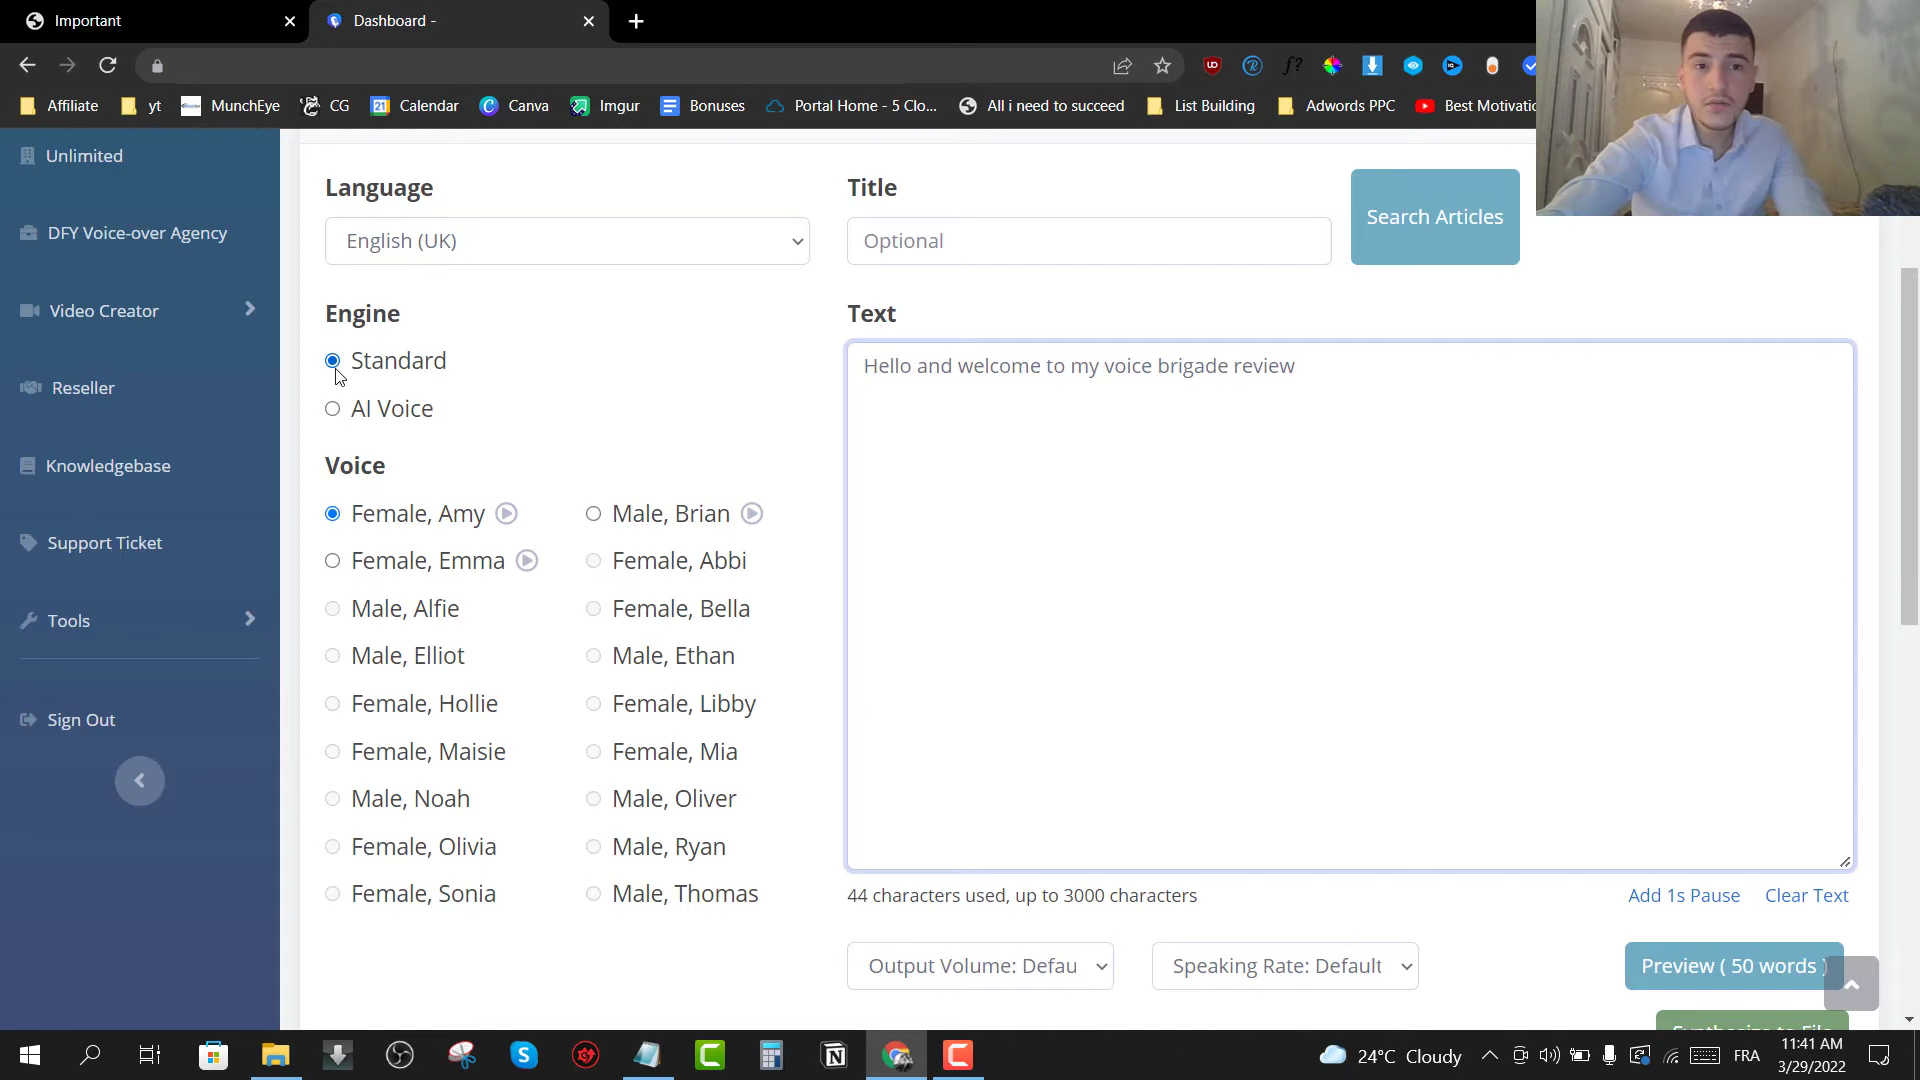 Important
Dashboard -
Affiliate
yt
MunchEye
CG
Calendar
Canva
Imgur
Bonuses
Portal Home - 5 Clo...
All i need to succeed
List Building
Adwords PPC
Best Motivatio
Unlimited
DFY Voice-over Agency
Video Creator
Reseller
Knowledgebase
Support Ticket
Tools
Sign Out
Language
English (UK)
Title
Optional
Search Articles
Engine
Standard
AI Voice
Voice
Female, Amy
Male, Brian
Female, Emma
Female, Abbi
Male, Alfie
Female, Bella
Male, Elliot
Male, Ethan
Female, Hollie
Female, Libby
Female, Maisie
Female, Mia
Male, Noah
Male, Oliver
Female, Olivia
Male, Ryan
Female, Sonia
Male, Thomas
Text
Hello and welcome to my voice brigade review
44 characters used, up to 3000 characters
Add 1s Pause
Clear Text
Output Volume: Defau
Speaking Rate: Default
Preview ( 50 words )
Synthesize to File
24°C Cloudy
FRA
11:41 AM
3/29/2022